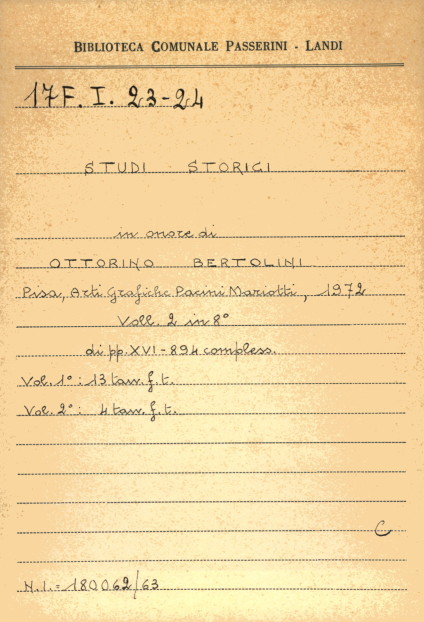 BIBLIOTECA COMUNALE PASSERINI - LANDI
17F. I. 23-24
STUDI STORICI
in onore di
OTTORINO BERTOLINI
Pisa, Arti Grafiche Pacini Mariotti, 1972
Voll. 2 in 8°
di pp. XVI-894 compless.
Vol. 1°: 13 tav. f. t.
Vol. 2°: 4 tav. f. t.
C
N.I. = 180062/63